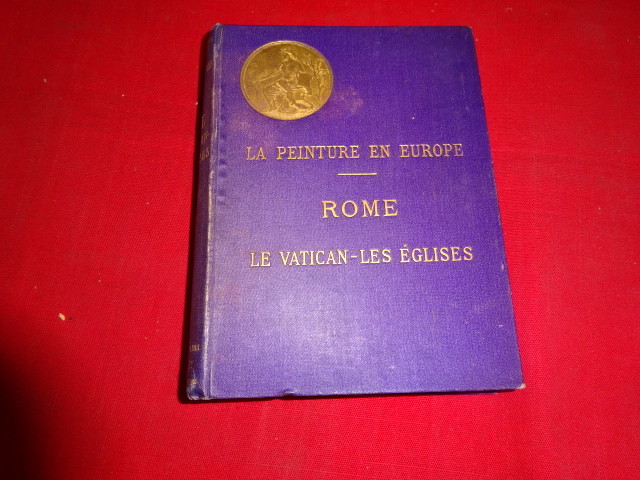 LA PEINTURE EN EUROPE
ROME
LE VATICAN-LES ÉGLISES